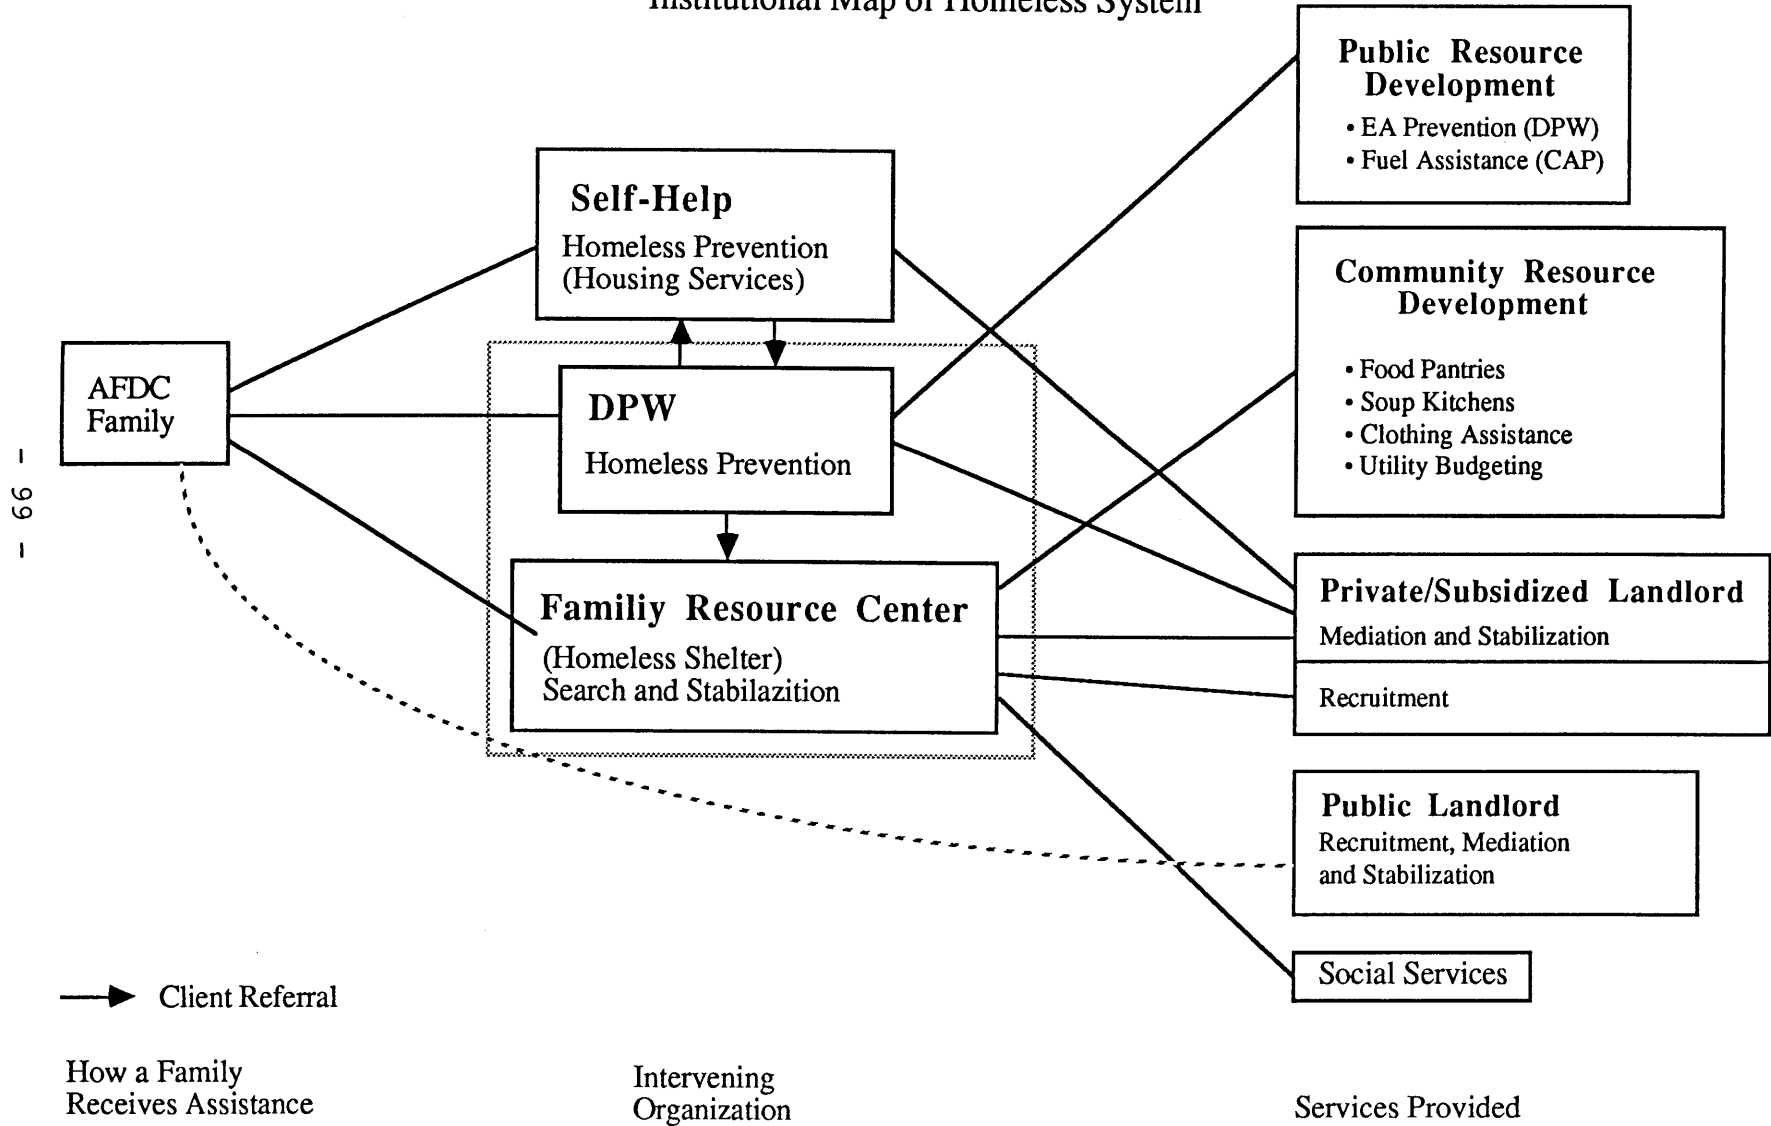 Institutional Map of Homeless System
Public Resource
Development
• EA Prevention (DPW)
• Fuel Assistance (CAP)
Self-Help
Homeless Prevention
(Housing Services)
Community Resource
Development
• Food Pantries
• Soup Kitchens
• Clothing Assistance
• Utility Budgeting
AFDC
Family
DPW
Homeless Prevention
- 66 -
Familiy Resource Center
(Homeless Shelter)
Search and Stabilazition
Private/Subsidized Landlord
Mediation and Stabilization
Recruitment
Public Landlord
Recruitment, Mediation
and Stabilization
Social Services
Client Referral
How a Family
Receives Assistance
Intervening
Organization
Services Provided